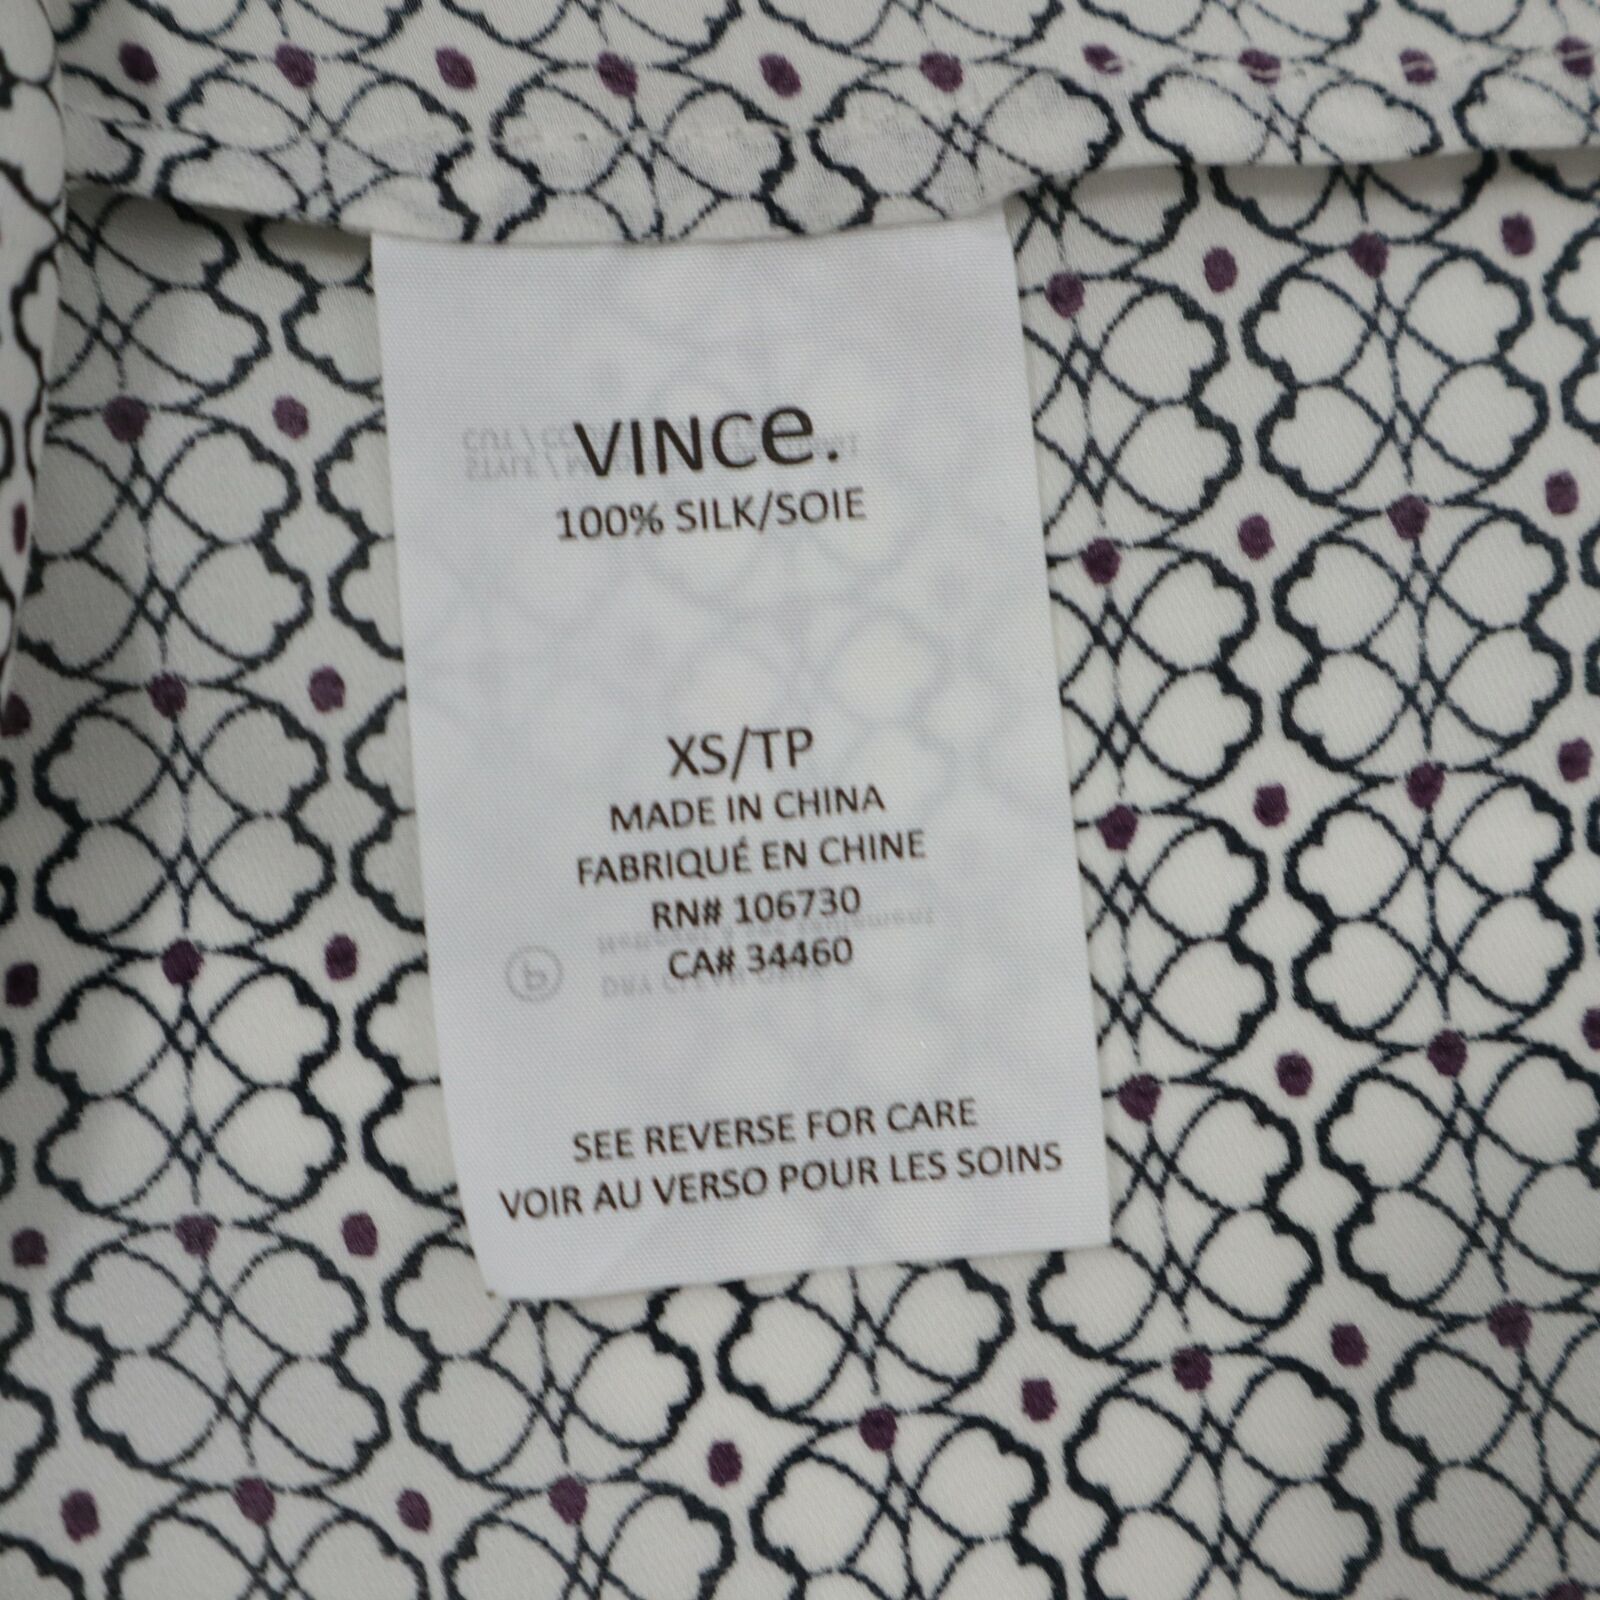 VINCe.
100% SILK/SOIE
XS/TP
MADE IN CHINA
FABRIQUÉ EN CHINE
RN# 106730
CA# 34460
SEE REVERSE FOR CARE
VOIR AU VERSO POUR LES SOINS